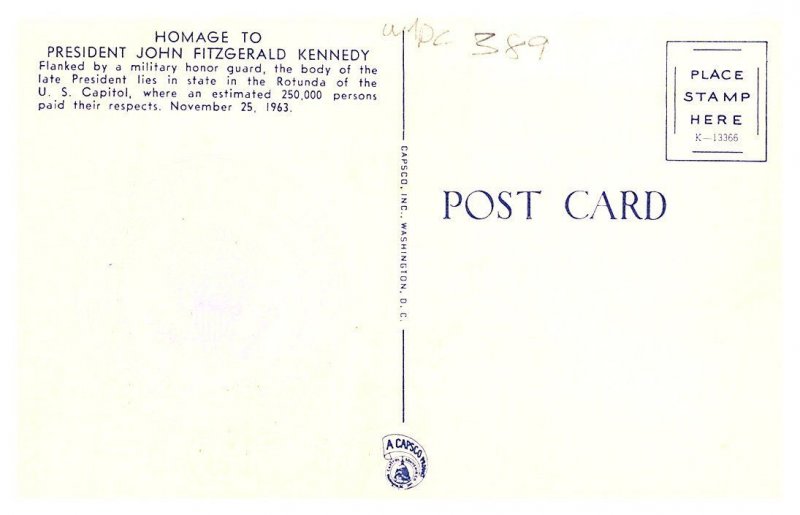 HOMAGE TO
PRESIDENT JOHN FITZGERALD KENNEDY
Flanked by a military honor guard, the body of the
late President lies in state in the Rotunda of the
U. S. Capitol, where an estimated 250,000 persons
paid their respects. November 25, 1963.
389
CAPSCO, INC., WASHINGTON, D. C.
PLACE
STAMP
HERE
K—13366
POST CARD
A CAPSCO